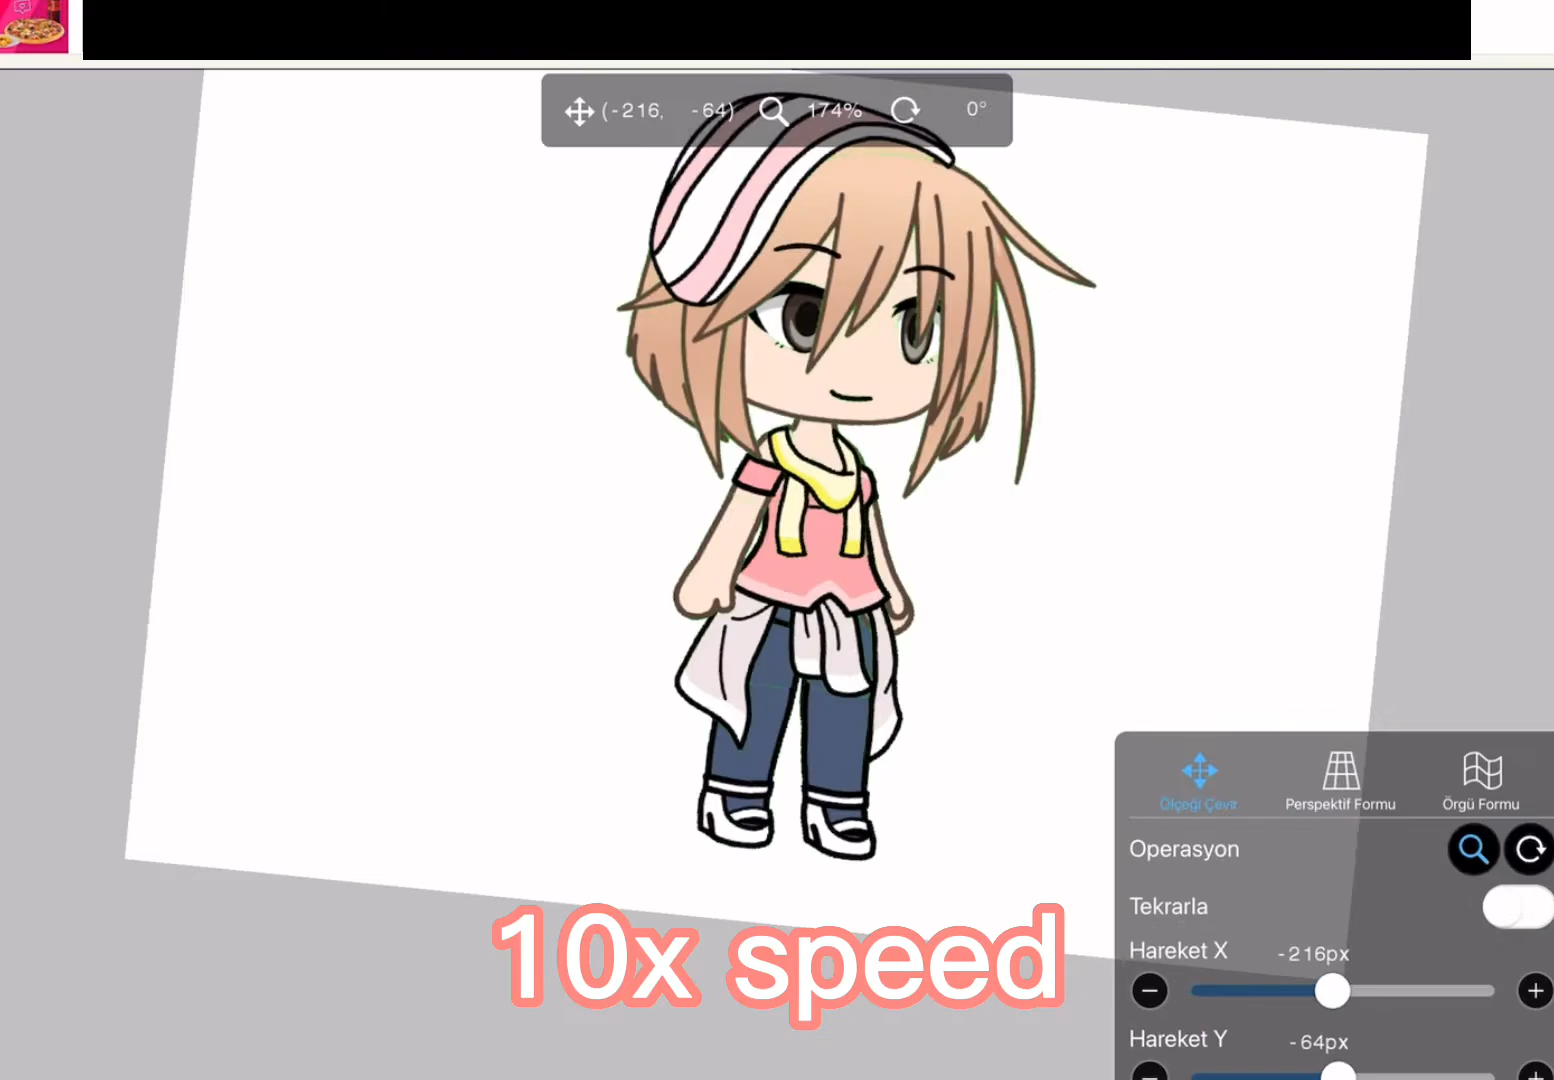 (-216, -64) 174% 0°
Ölçeği Çevir Perspektif Formu Örgü Formu
Operasyon
Tekrarla
Hareket X -216px
Hareket Y -64px
10x speed